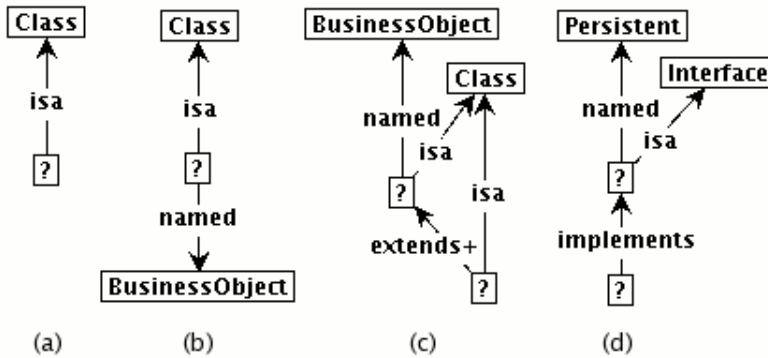 Class
isa
?
(a)
Class
isa
?
named
BusinessObject
(b)
BusinessObject
Class
named
isa
?
isa
extends+
?
(c)
Persistent
Interface
named
isa
?
implements
?
(d)